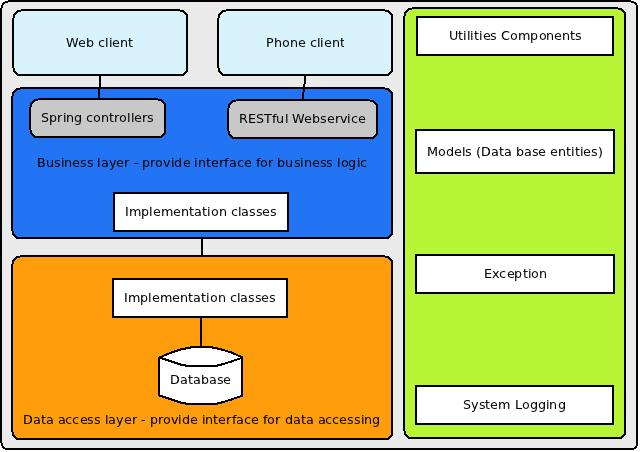 Web client
Phone client
Spring controllers
RESTful Webservice
Business layer - provide interface for business logic
Implementation classes
Implementation classes
Database
Data access layer - provide interface for data accessing
Utilities Components
Models (Data base entities)
Exception
System Logging